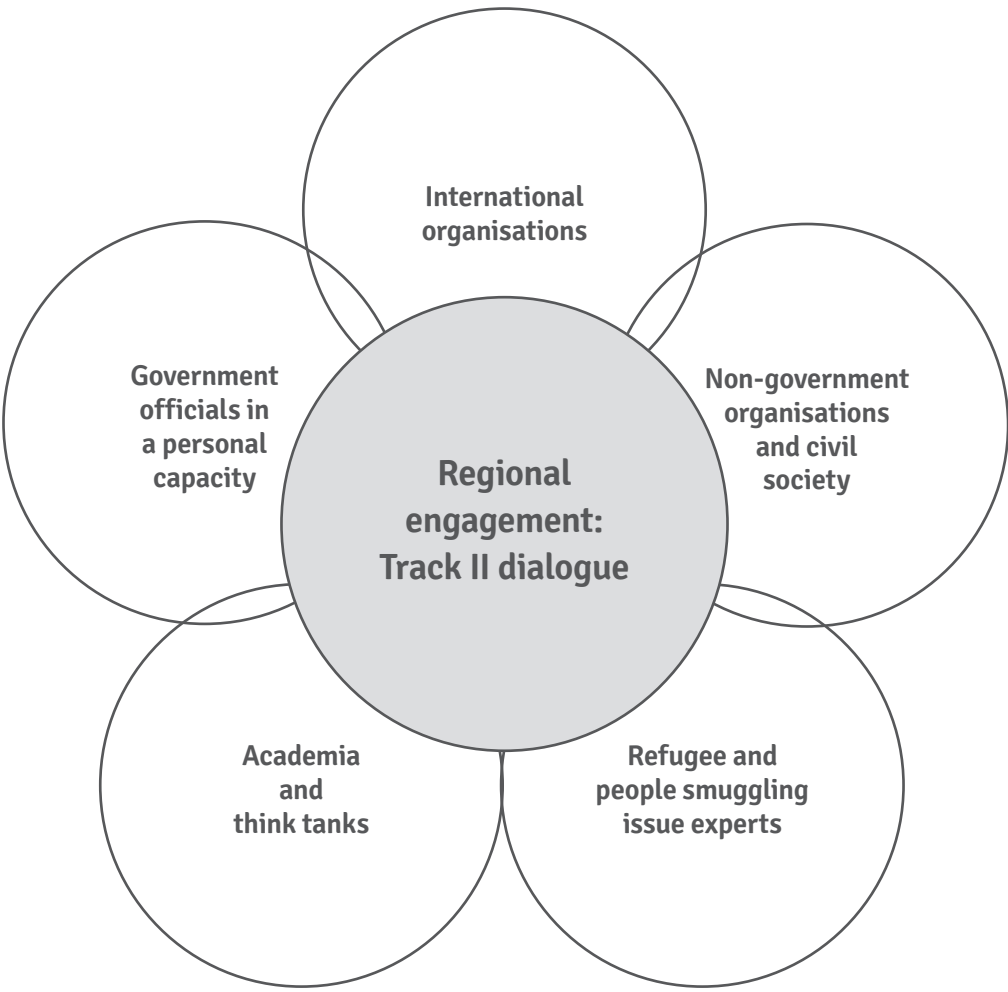 International
organisations
Government
officials in
a personal
capacity
Non-government
organisations
and civil
society
Regional
engagement:
Track II dialogue
Academia
and
think tanks
Refugee and
people smuggling
issue experts